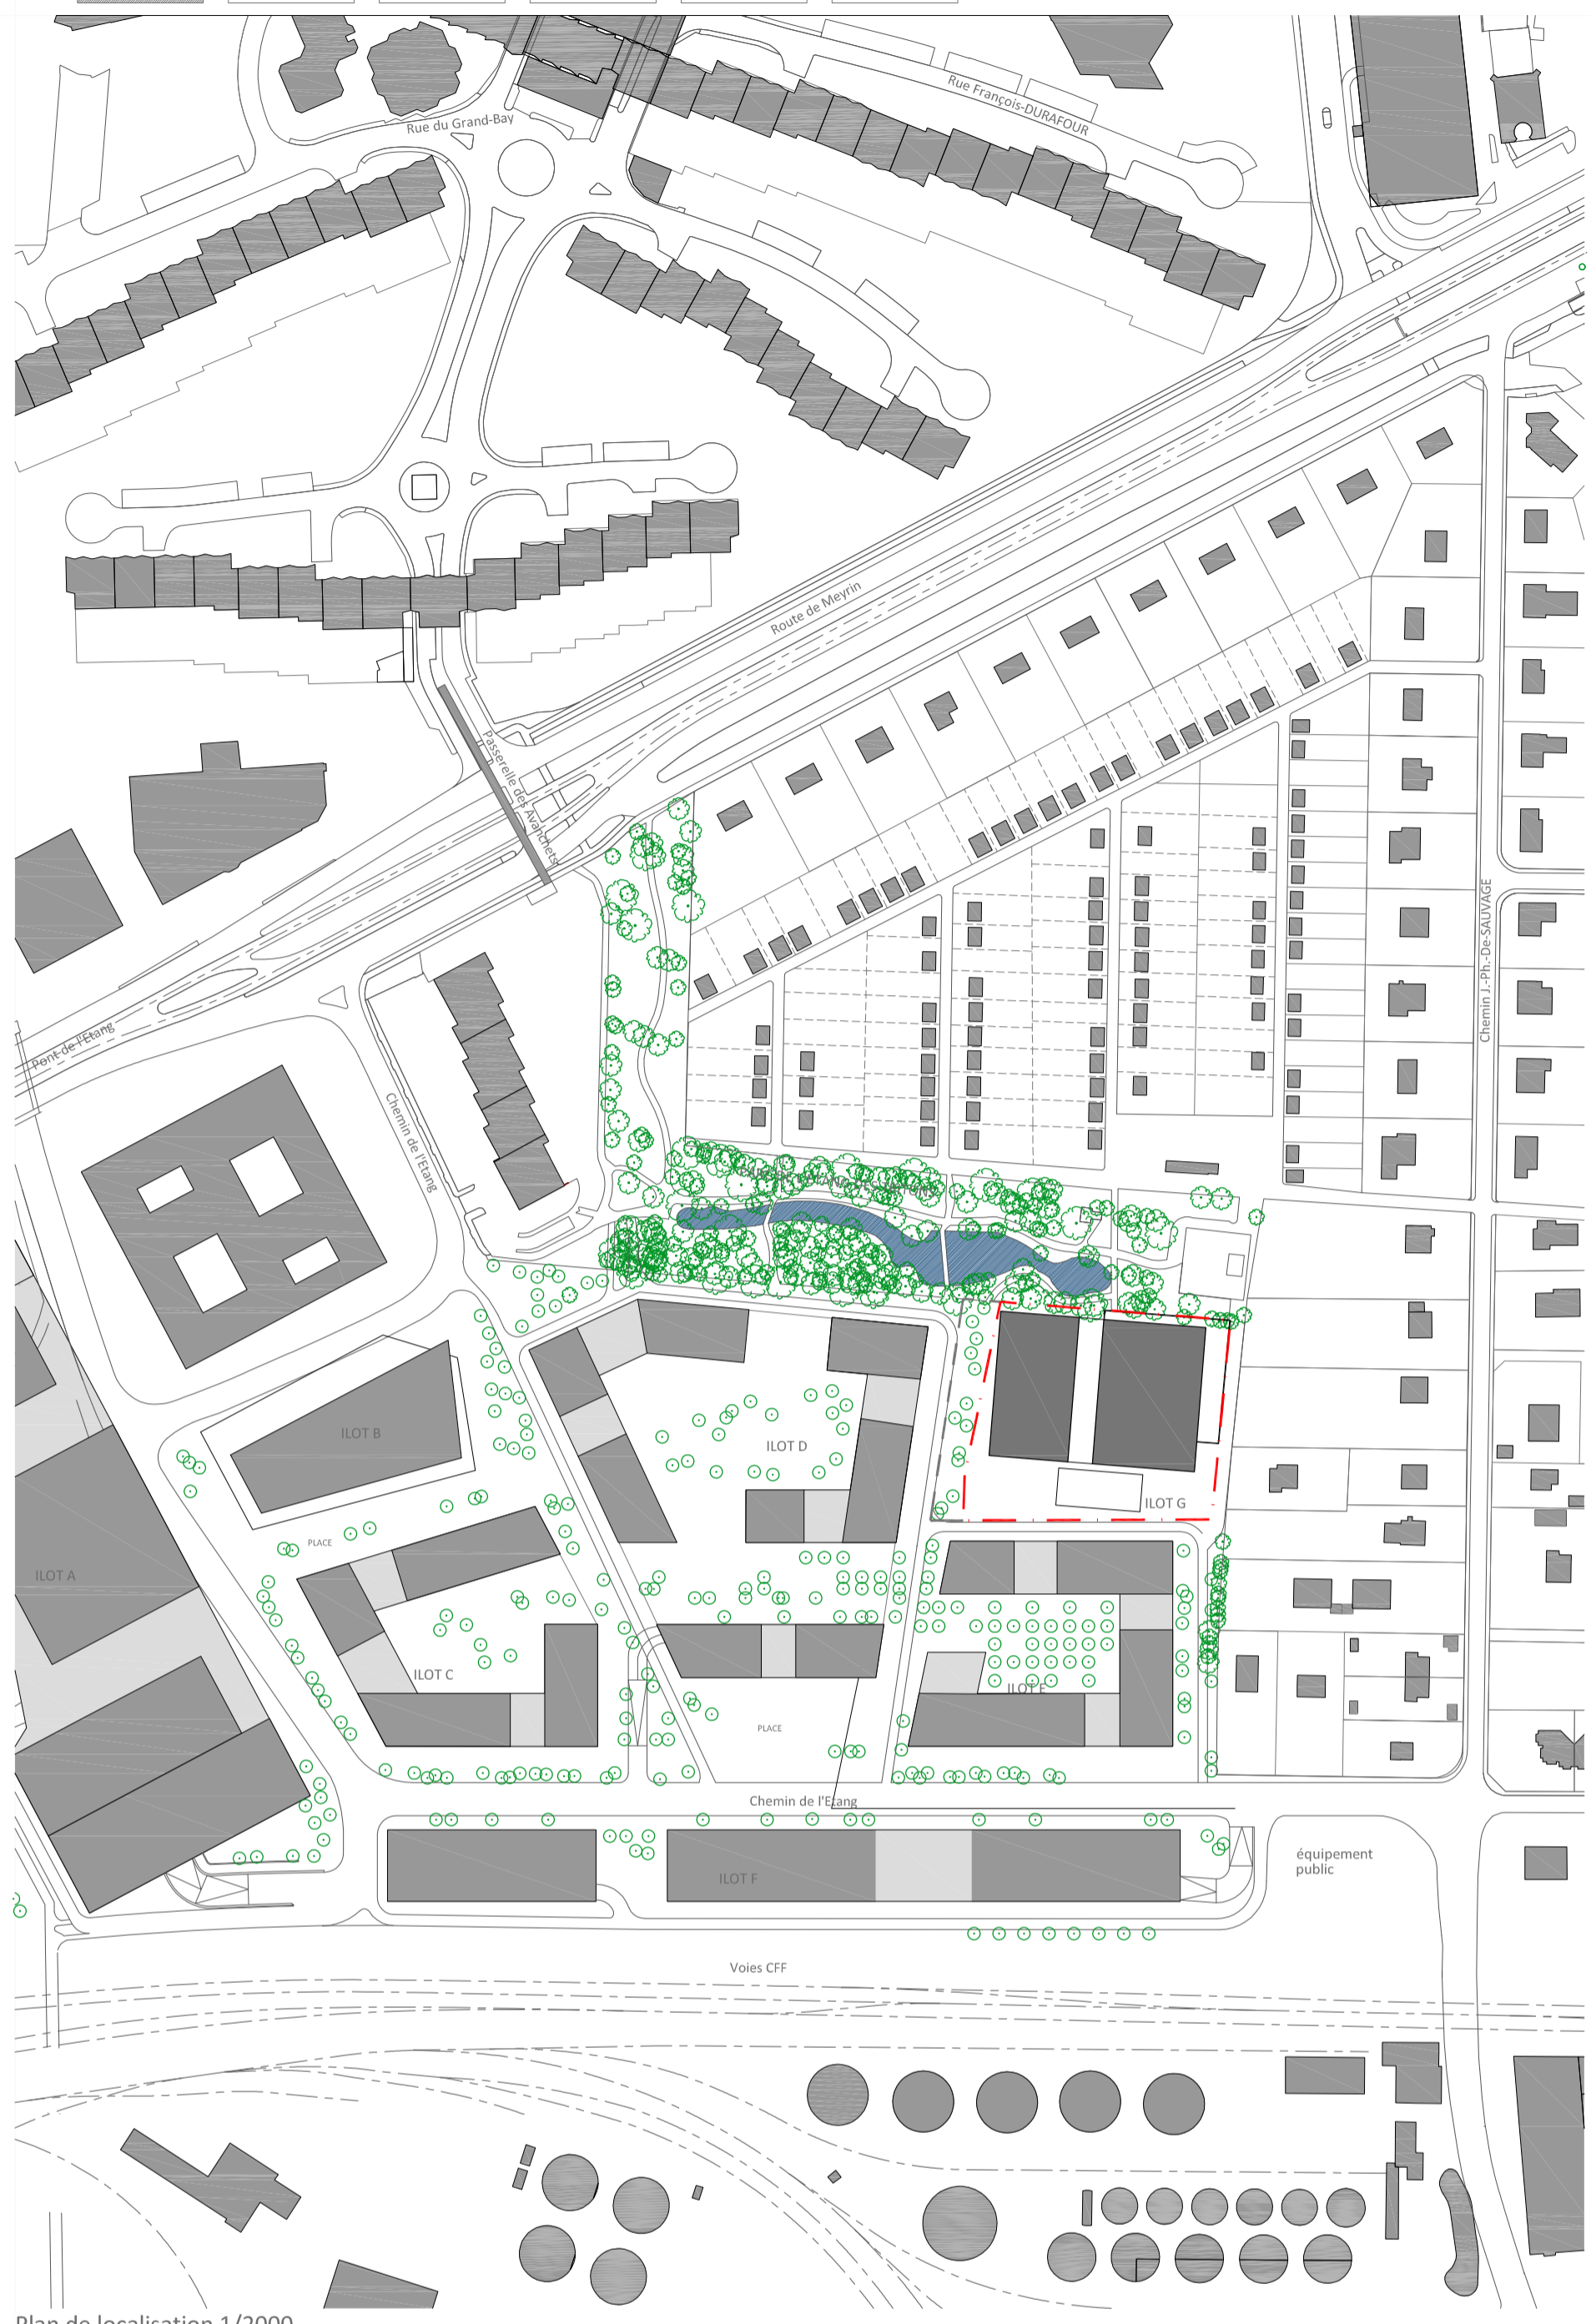 Rue François-DURAFOUR
Rue du Grand-Bay
Route de Meyrin
Passerelle des Avanchets
Chemin J.-Ph.-De-SAUVAGE
Pont de l'Etang
Chemin de l'Etang
ILOT B
ILOT D
ILOT G
PLACE
ILOT A
ILOT C
ILOT E
PLACE
Chemin de l'Etang
ILOT F
équipement
public
Voies CFF
Plan de localisation 1/2000